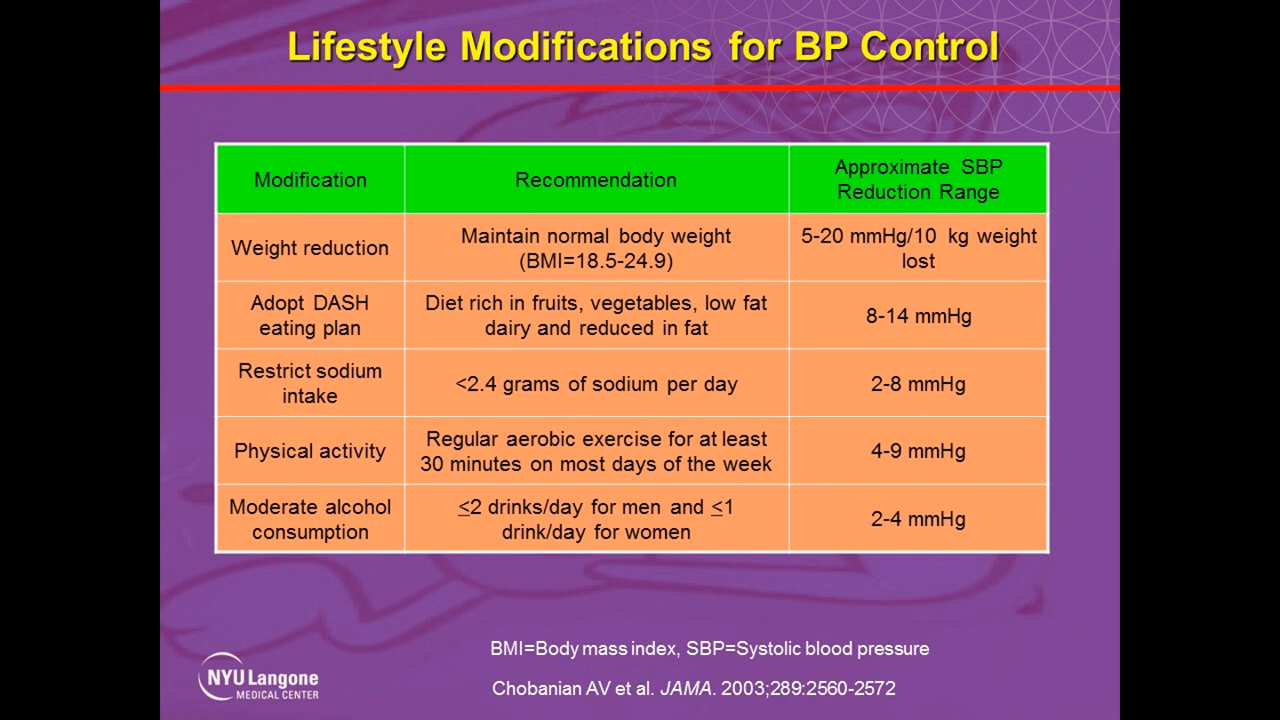 Lifestyle Modifications for BP Control
Modification
Recommendation
Approximate SBP
Reduction Range
Weight reduction
Maintain normal body weight
(BMI=18.5-24.9)
5-20 mmHg/10 kg weight
lost
Adopt DASH
eating plan
Diet rich in fruits, vegetables, low fat
dairy and reduced in fat
8-14 mmHg
Restrict sodium
intake
<2.4 grams of sodium per day
2-8 mmHg
Physical activity
Regular aerobic exercise for at least
30 minutes on most days of the week
4-9 mmHg
Moderate alcohol
consumption
≤2 drinks/day for men and ≤1
drink/day for women
2-4 mmHg
BMI=Body mass index, SBP=Systolic blood pressure
Chobanian AV et al. JAMA. 2003;289:2560-2572
NYU Langone
MEDICAL CENTER